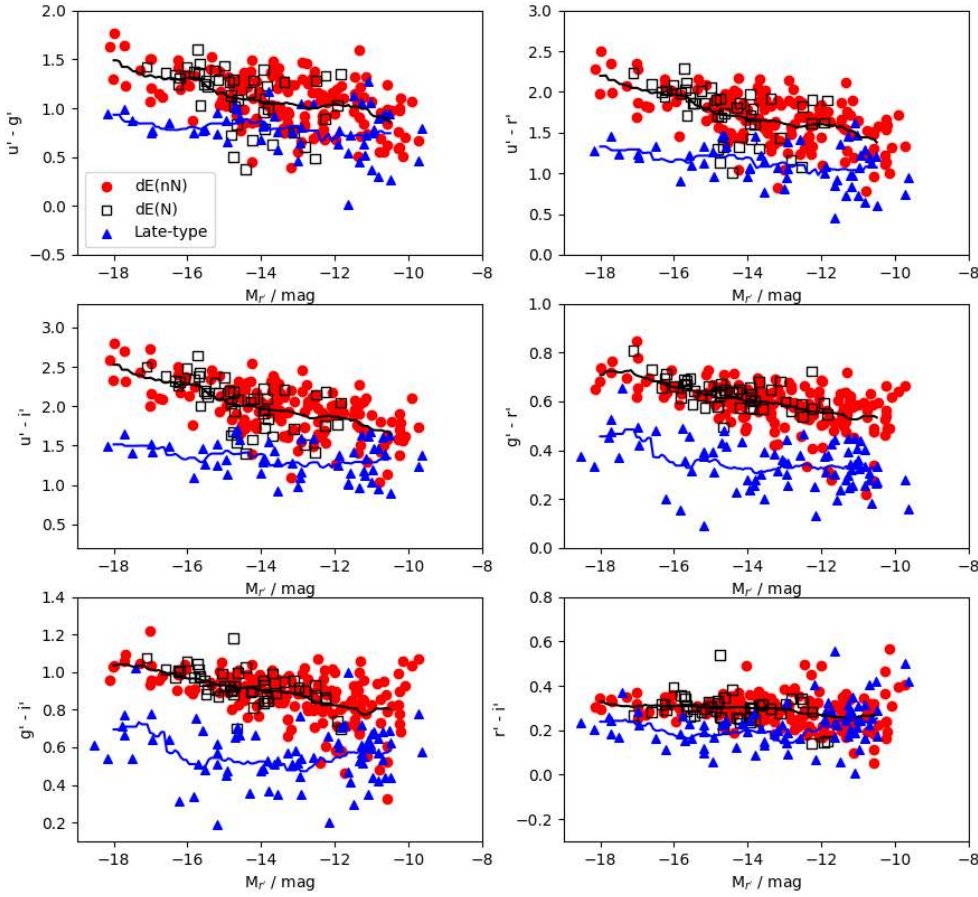 2.0
1.5
1.0
0.5
0.0
−0.5
u' - g'
dE(nN)
dE(N)
Late-type
−18 −16 −14 −12 −10 −8
M_r' / mag
3.0
2.5
2.0
1.5
1.0
0.5
0.0
u' - r'
−18 −16 −14 −12 −10 −8
M_r' / mag
3.0
2.5
2.0
1.5
1.0
0.5
u' - i'
−18 −16 −14 −12 −10 −8
M_r' / mag
1.0
0.8
0.6
0.4
0.2
0.0
g' - r'
−18 −16 −14 −12 −10 −8
M_r' / mag
1.4
1.2
1.0
0.8
0.6
0.4
0.2
g' - i'
−18 −16 −14 −12 −10 −8
M_r' / mag
0.8
0.6
0.4
0.2
0.0
−0.2
r' - i'
−18 −16 −14 −12 −10 −8
M_r' / mag